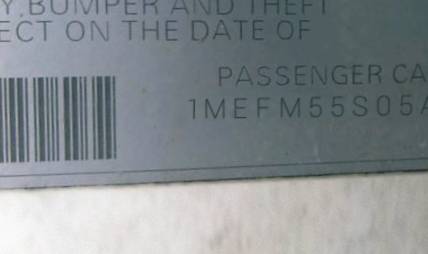 Y, BUMPER AND THEFT
ECT ON THE DATE OF
PASSENGER CA
1MEFM55S05A